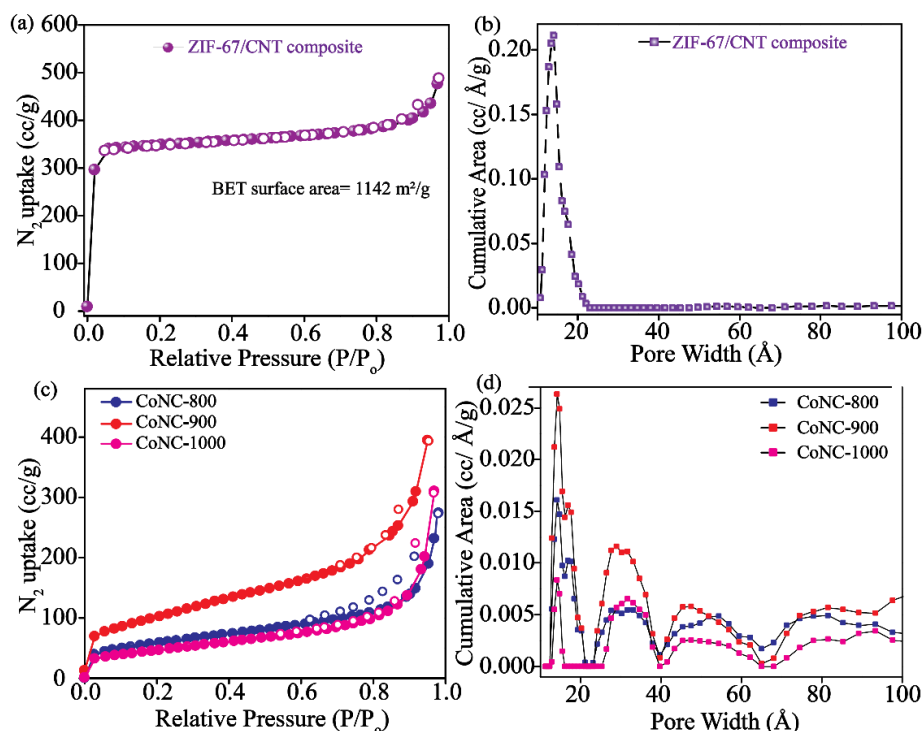 (a)
600
500
400
300
200
100
0
N₂ uptake (cc/g)
ZIF-67/CNT composite
BET surface area= 1142 m²/g
0.0 0.2 0.4 0.6 0.8 1.0
Relative Pressure (P/Pₒ)
(b)
0.20
0.15
0.10
0.05
0.00
Cumulative Area (cc/ Å/g)
ZIF-67/CNT composite
20 40 60 80 100
Pore Width (Å)
(c)
400
300
200
100
0
N₂ uptake (cc/g)
CoNC-800
CoNC-900
CoNC-1000
0.0 0.2 0.4 0.6 0.8 1.0
Relative Pressure (P/Pₒ)
(d)
0.025
0.020
0.015
0.010
0.005
0.000
Cumulative Area (cc/ Å/g)
CoNC-800
CoNC-900
CoNC-1000
20 40 60 80 100
Pore Width (Å)